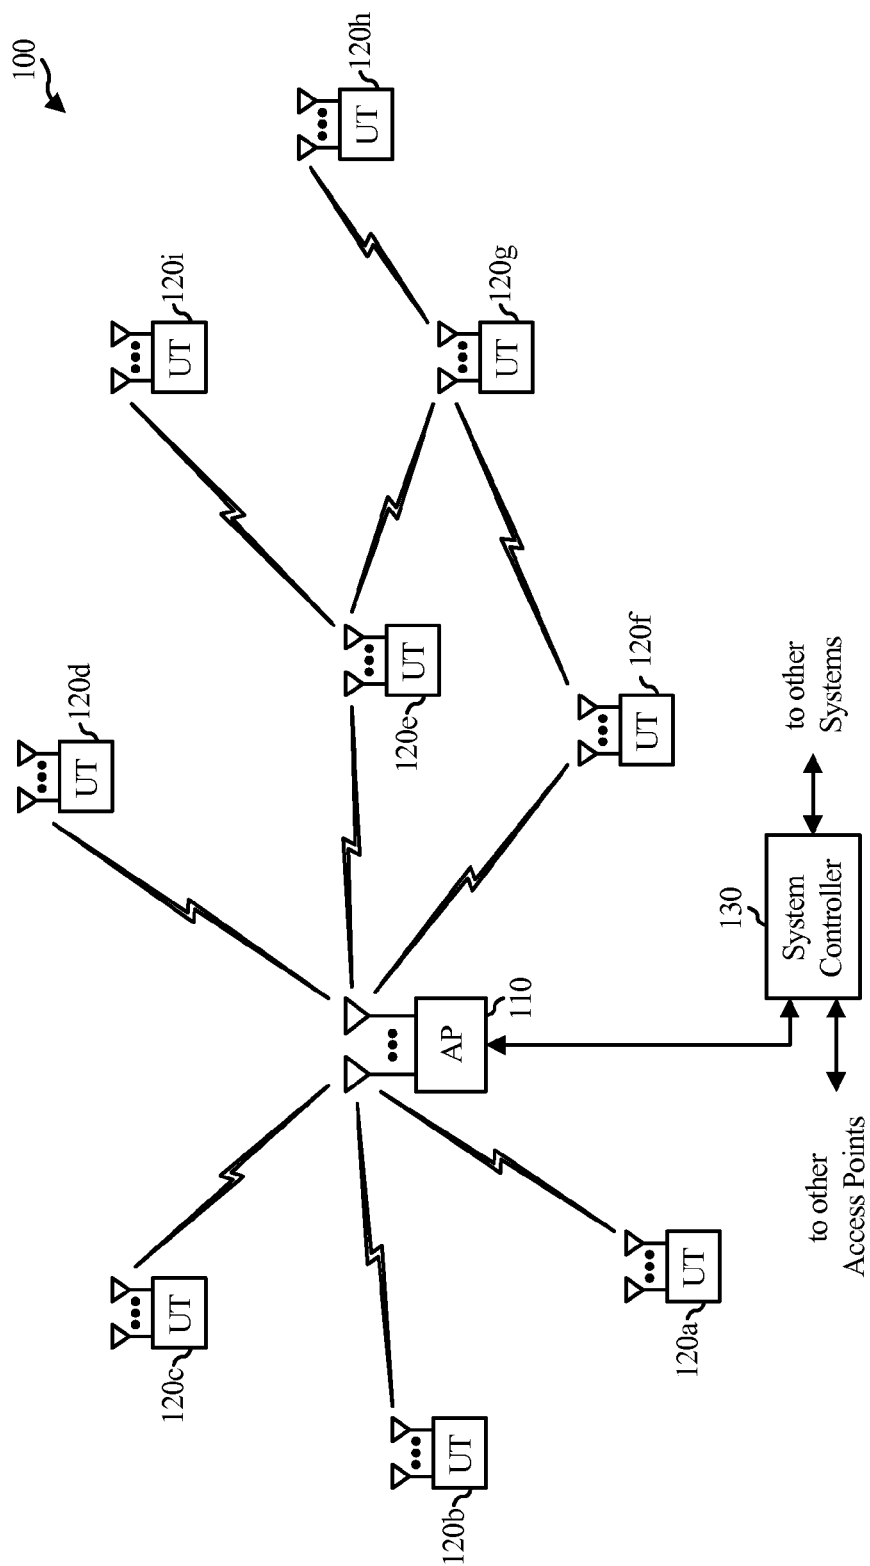 100
120d
UT
120c
UT
120i
UT
120h
UT
120e
UT
110
AP
120b
UT
120g
UT
120f
UT
120a
UT
130
System
Controller
to other
Systems
to other
Access Points